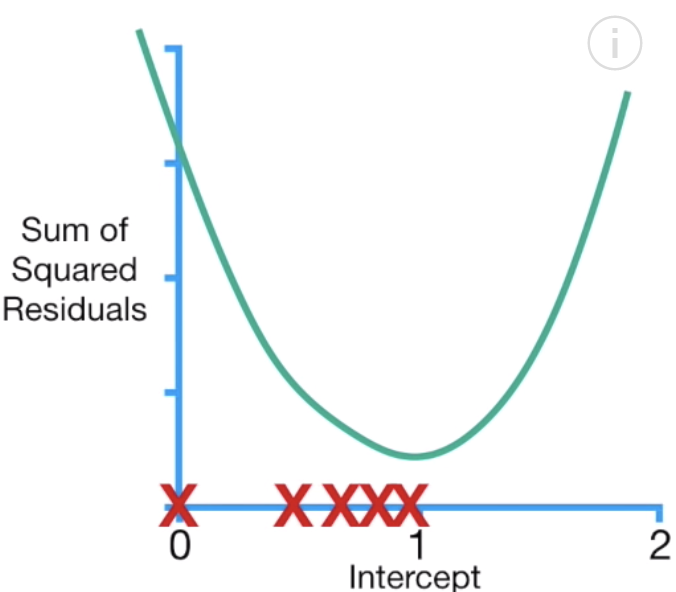 i
Sum of
Squared
Residuals
X X X X X
0 1 2
Intercept